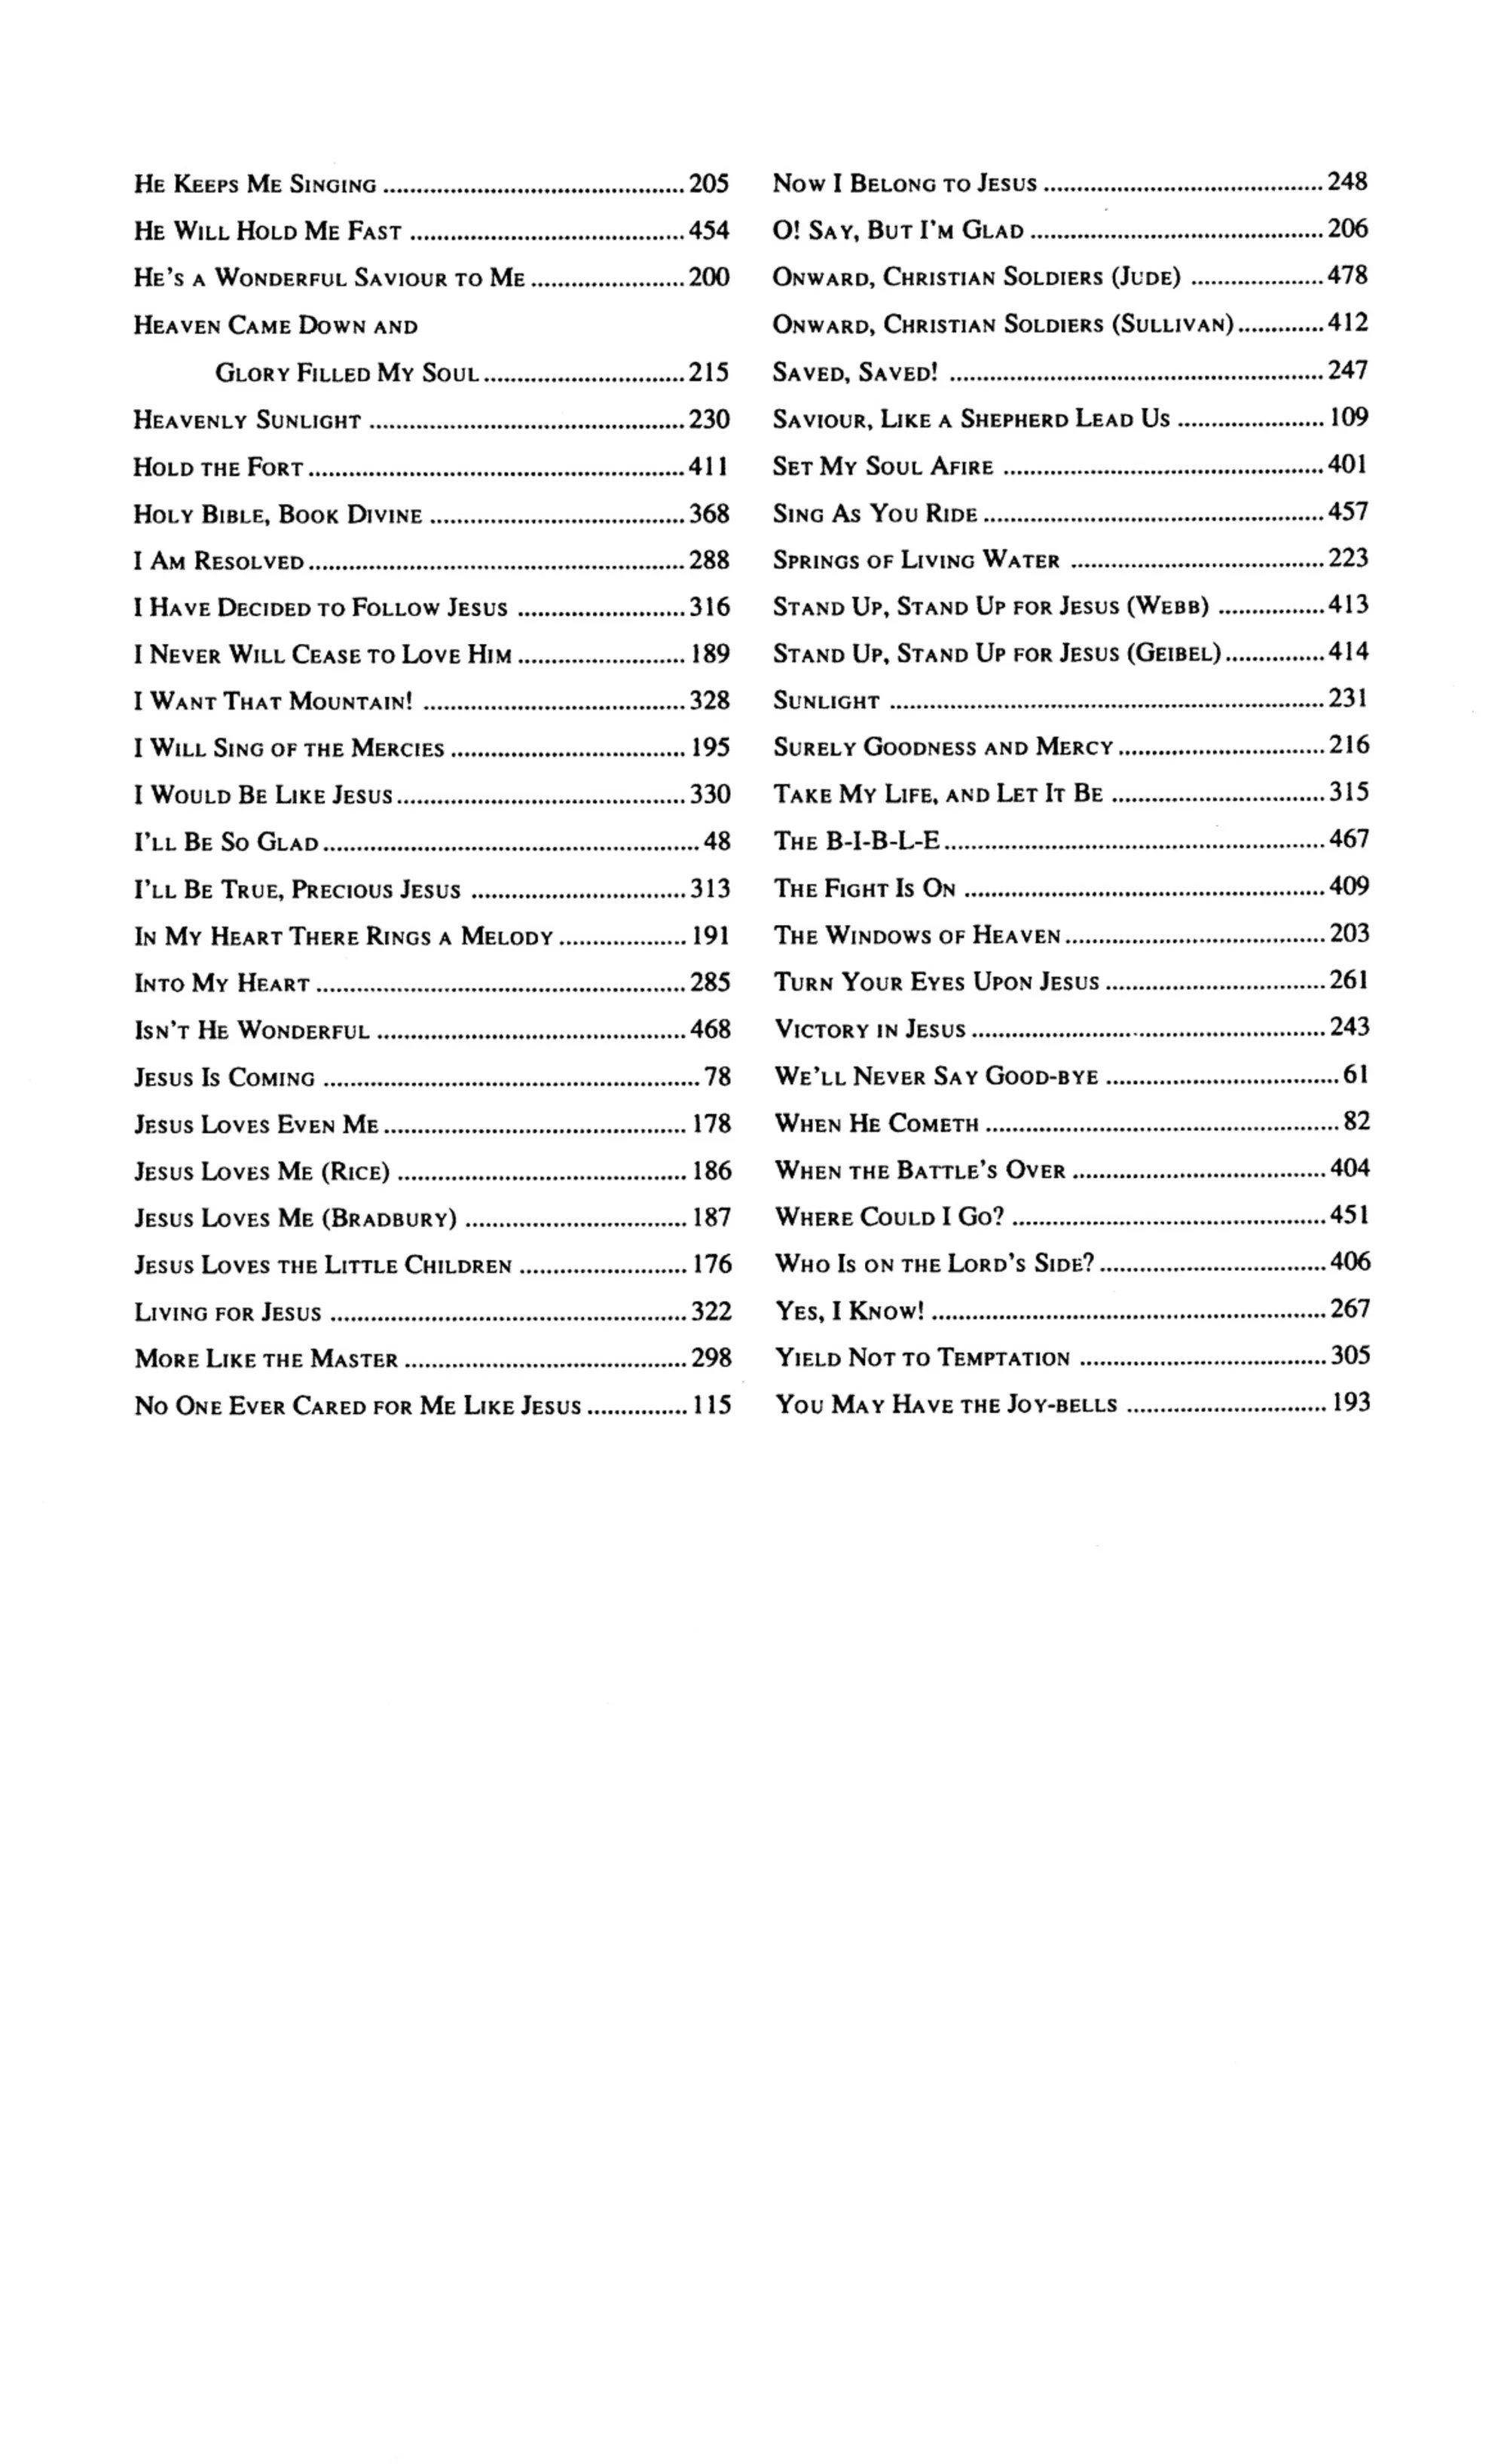 He Keeps Me Singing ............................................. 205
He Will Hold Me Fast ......................................... 454
He's a Wonderful Saviour to Me ....................... 200
Heaven Came Down and
Glory Filled My Soul .............................. 215
Heavenly Sunlight ............................................... 230
Hold the Fort ........................................................ 411
Holy Bible, Book Divine ...................................... 368
I Am Resolved ........................................................ 288
I Have Decided to Follow Jesus ......................... 316
I Never Will Cease to Love Him ......................... 189
I Want That Mountain! ....................................... 328
I Will Sing of the Mercies ................................... 195
I Would Be Like Jesus ........................................... 330
I'll Be So Glad ........................................................ 48
I'll Be True, Precious Jesus ................................ 313
In My Heart There Rings a Melody ................... 191
Into My Heart ....................................................... 285
Isn't He Wonderful .............................................. 468
Jesus Is Coming ........................................................ 78
Jesus Loves Even Me ............................................. 178
Jesus Loves Me (Rice) ........................................... 186
Jesus Loves Me (Bradbury) ................................. 187
Jesus Loves the Little Children ......................... 176
Living for Jesus ..................................................... 322
More Like the Master .......................................... 298
No One Ever Cared for Me Like Jesus ............... 115
Now I Belong to Jesus .......................................... 248
O! Say, But I'm Glad ............................................ 206
Onward, Christian Soldiers (Jude) .................... 478
Onward, Christian Soldiers (Sullivan) ............. 412
Saved, Saved! ........................................................ 247
Saviour, Like a Shepherd Lead Us ...................... 109
Set My Soul Afire ................................................ 401
Sing As You Ride ................................................... 457
Springs of Living Water ...................................... 223
Stand Up, Stand Up for Jesus (Webb) ................ 413
Stand Up, Stand Up for Jesus (Geibel) ............... 414
Sunlight ................................................................. 231
Surely Goodness and Mercy ............................... 216
Take My Life, and Let It Be ................................ 315
The B-I-B-L-E ......................................................... 467
The Fight Is On ...................................................... 409
The Windows of Heaven ....................................... 203
Turn Your Eyes Upon Jesus ................................. 261
Victory in Jesus ..................................................... 243
We'll Never Say Good-bye ................................... 61
When He Cometh ..................................................... 82
When the Battle's Over ...................................... 404
Where Could I Go? ............................................... 451
Who Is on the Lord's Side? .................................. 406
Yes, I Know! ........................................................... 267
Yield Not to Temptation ..................................... 305
You May Have the Joy-bells .............................. 193